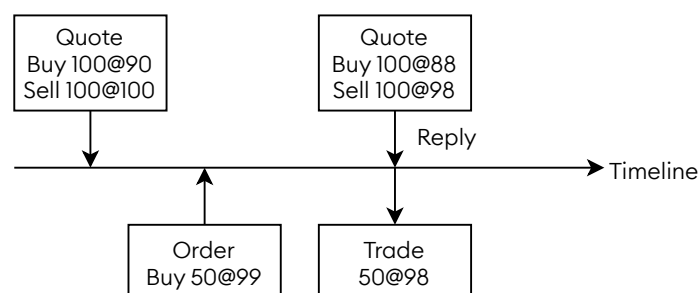 Quote
Buy 100@90
Sell 100@100
Quote
Buy 100@88
Sell 100@98
Reply
Timeline
Order
Buy 50@99
Trade
50@98